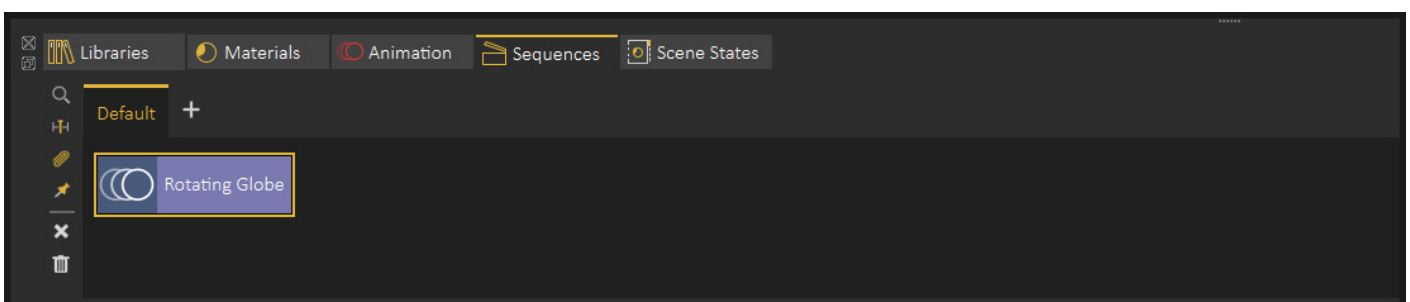 Libraries Materials Animation Sequences Scene States
Default +
Rotating Globe